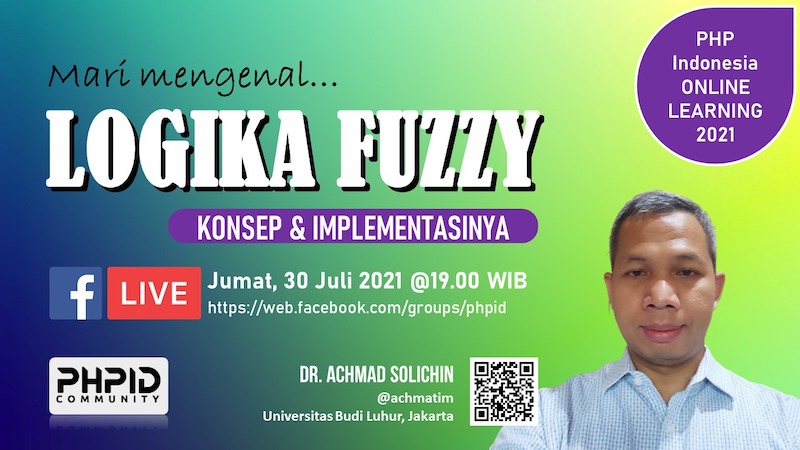 Mari mengenal...
LOGIKA FUZZY
KONSEP & IMPLEMENTASINYA
PHP
Indonesia
ONLINE
LEARNING
2021
f LIVE
Jumat, 30 Juli 2021 @19.00 WIB
https://web.facebook.com/groups/phpid
PHPID
COMMUNITY
DR. ACHMAD SOLICHIN
@achmatim
Universitas Budi Luhur, Jakarta